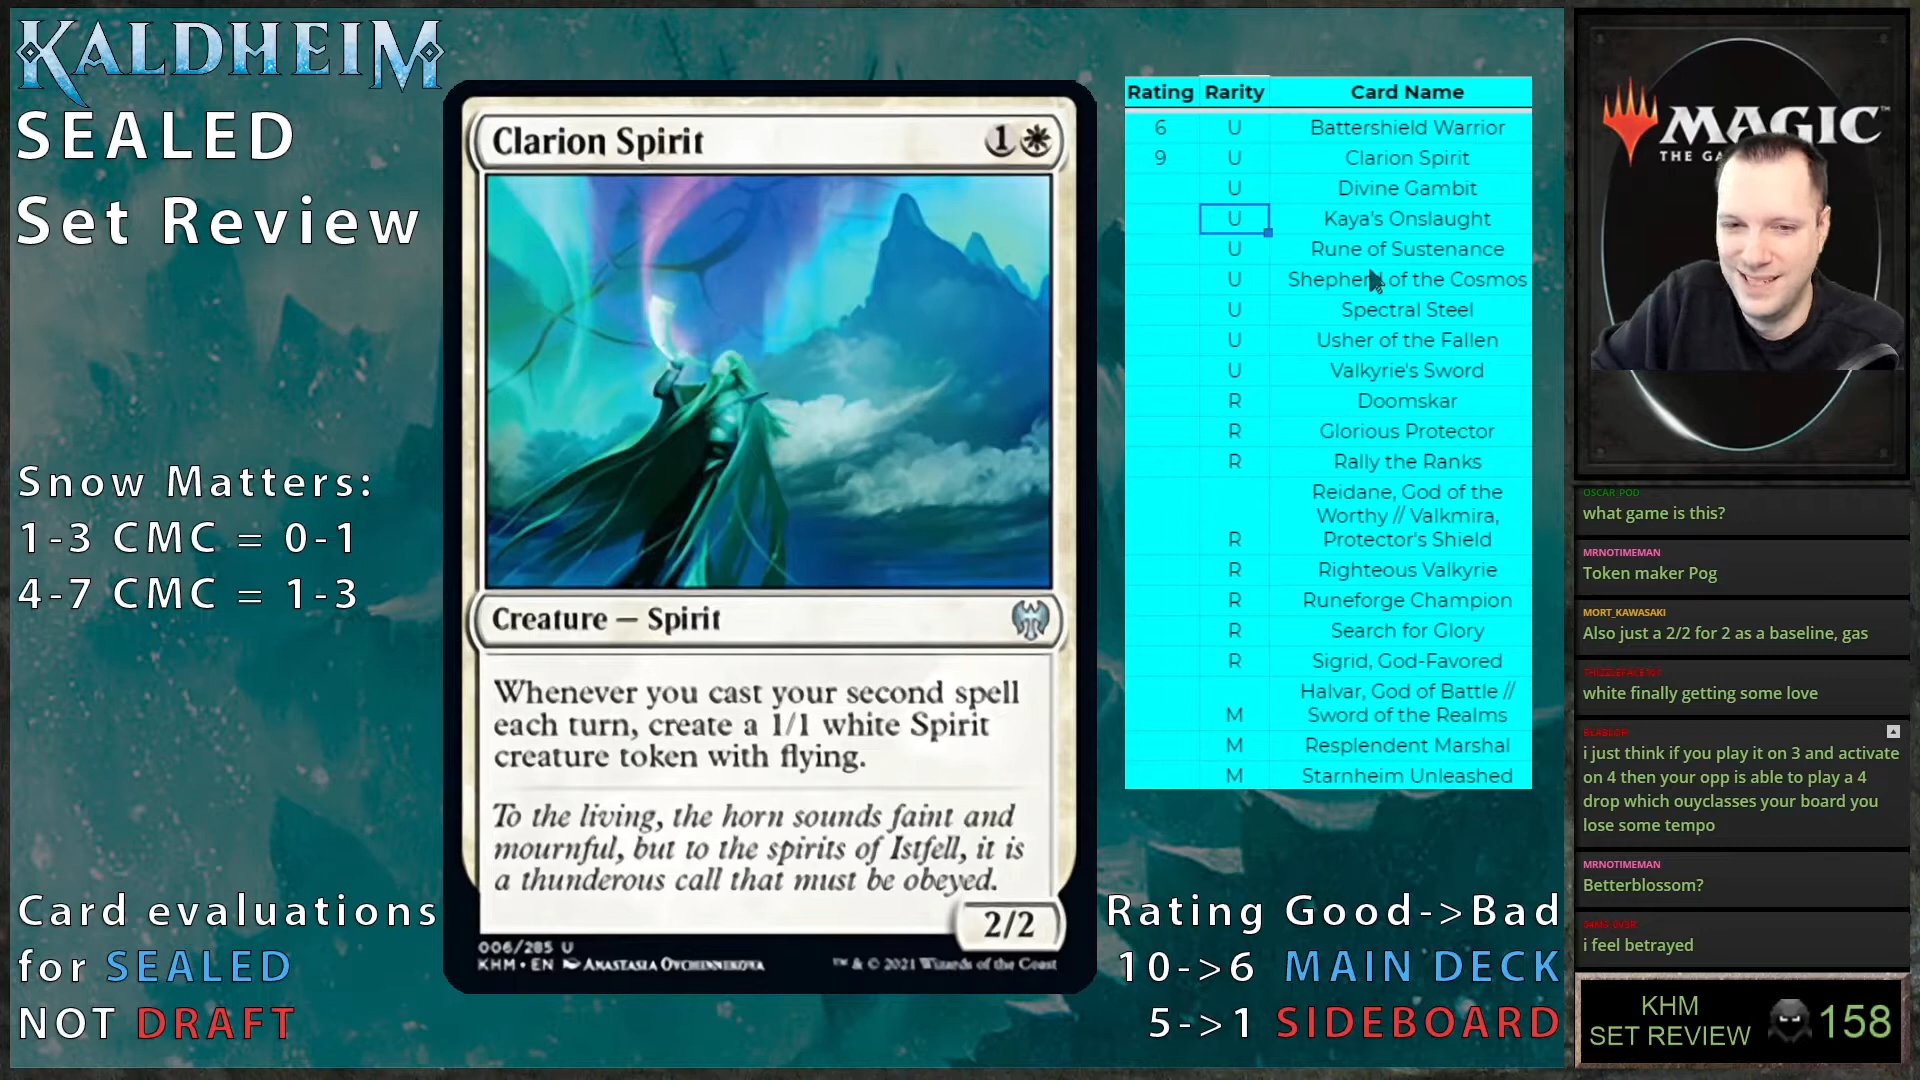 KALDHEIM
SEALED
Set Review
Snow Matters:
1-3 CMC = 0-1
4-7 CMC = 1-3
Card evaluations
for SEALED
NOT DRAFT
Clarion Spirit
1
Creature — Spirit
Whenever you cast your second spell
each turn, create a 1/1 white Spirit
creature token with flying.
To the living, the horn sounds faint and
mournful, but to the spirits of Istfell, it is
a thunderous call that must be obeyed.
2/2
006/285 U
KHM • EN Anastasia Ovchinnikova
™ & © 2021 Wizards of the Coast
Rating Rarity Card Name
6 U Battershield Warrior
9 U Clarion Spirit
U Divine Gambit
U Kaya's Onslaught
U Rune of Sustenance
U Shepherd of the Cosmos
U Spectral Steel
U Usher of the Fallen
U Valkyrie's Sword
R Doomskar
R Glorious Protector
R Rally the Ranks
Reidane, God of the
Worthy // Valkmira,
R Protector's Shield
R Righteous Valkyrie
R Runeforge Champion
R Search for Glory
R Sigrid, God-Favored
Halvar, God of Battle //
M Sword of the Realms
M Resplendent Marshal
M Starnheim Unleashed
Rating Good->Bad
10->6 MAIN DECK
5->1 SIDEBOARD
MAGIC™
THE GA
OSCAR_POD
what game is this?
MRNOTIMEMAN
Token maker Pog
MORT_KAWASAKI
Also just a 2/2 for 2 as a baseline, gas
white finally getting some love
i just think if you play it on 3 and activate
on 4 then your opp is able to play a 4
drop which ouyclasses your board you
lose some tempo
MRNOTIMEMAN
Betterblossom?
i feel betrayed
KHM
SET REVIEW
158